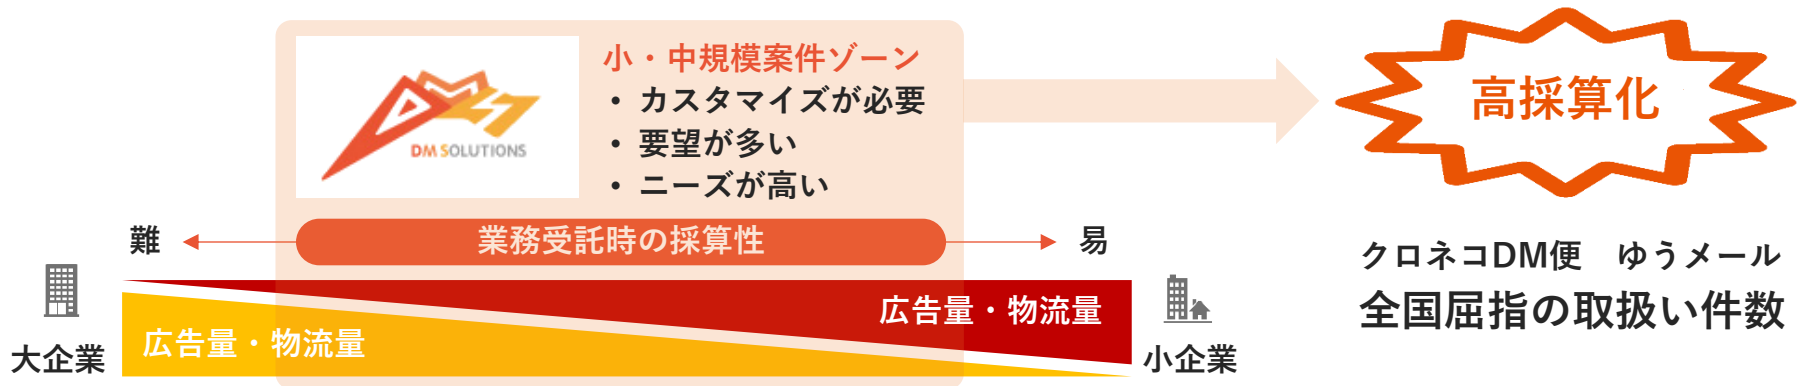 小・中規模案件ゾーン
• カスタマイズが必要
• 要望が多い
• ニーズが高い
DM SOLUTIONS
高採算化
難
業務受託時の採算性
易
クロネコDM便　ゆうメール
全国屈指の取扱い件数
広告量・物流量
広告量・物流量
大企業
小企業